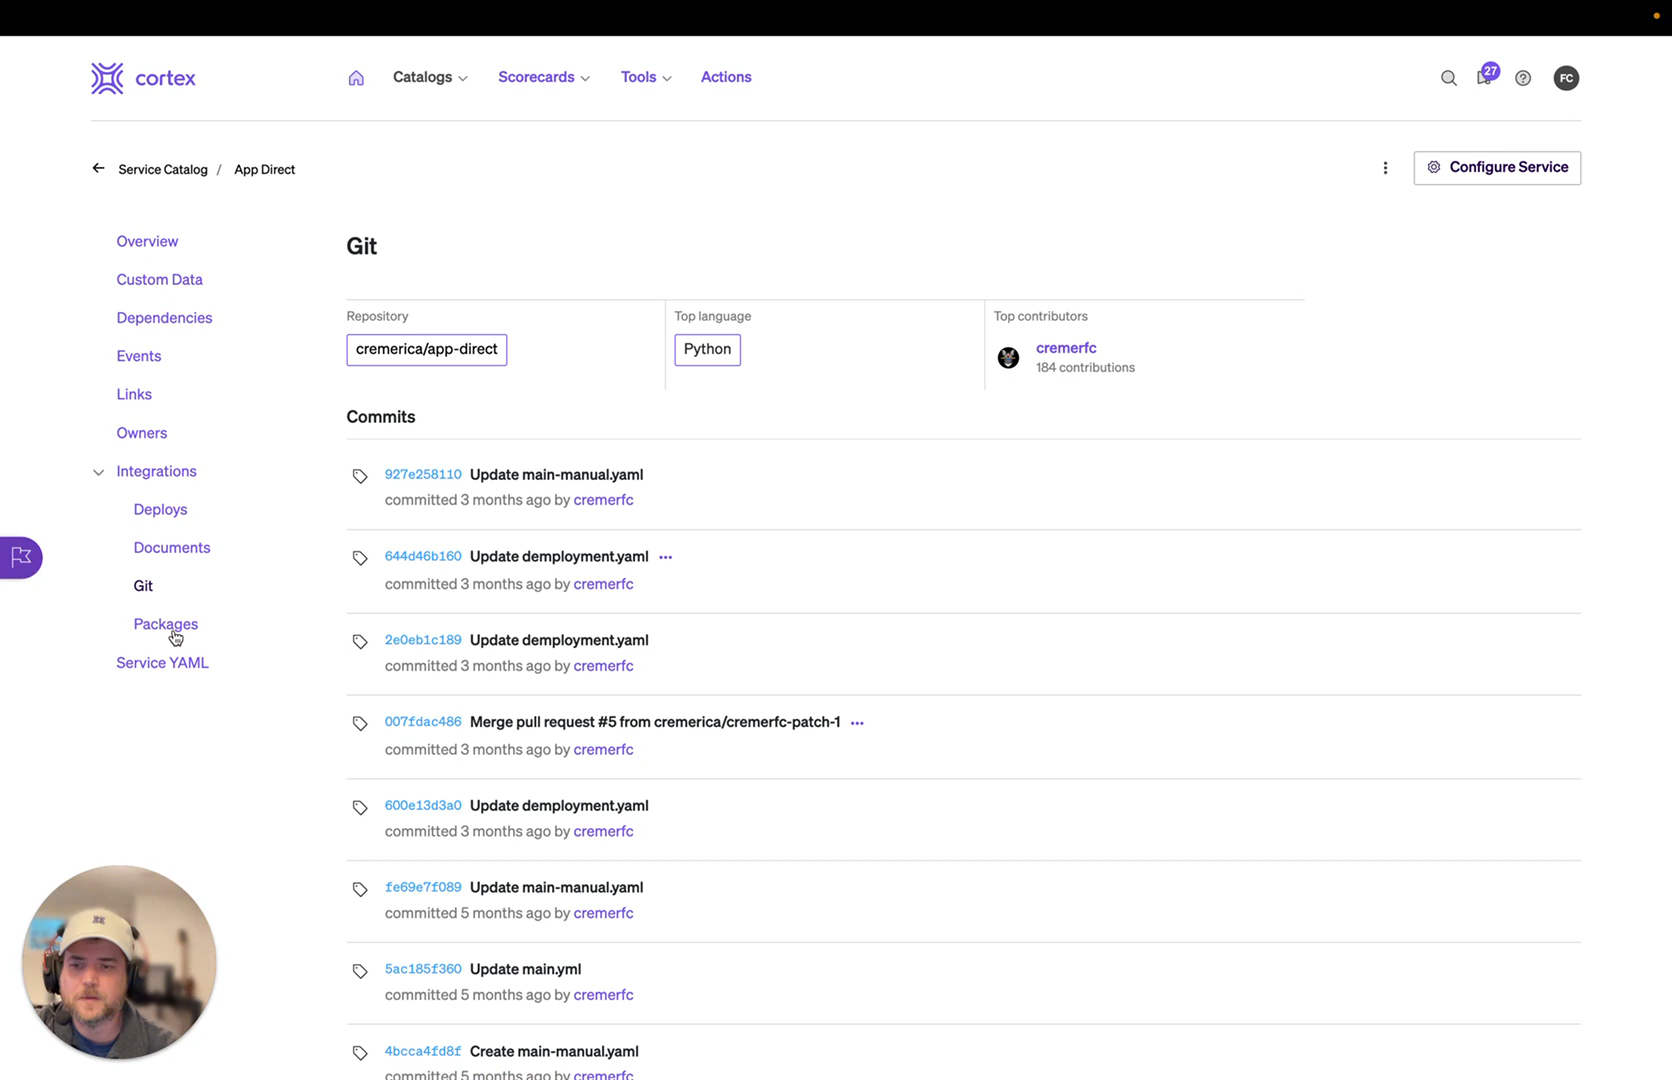 cortex
Catalogs
Scorecards
Tools
Actions
27
FC
Service Catalog / App Direct
Configure Service
Overview
Custom Data
Dependencies
Events
Links
Owners
Integrations
Deploys
Documents
Git
Packages
Service YAML
Git
Repository
cremerica/app-direct
Top language
Python
Top contributors
cremerfc
184 contributions
Commits
927e258110 Update main-manual.yaml
committed 3 months ago by cremerfc
644d46b160 Update demployment.yaml
committed 3 months ago by cremerfc
2e0eb1c189 Update demployment.yaml
committed 3 months ago by cremerfc
007fdac486 Merge pull request #5 from cremerica/cremerfc-patch-1
committed 3 months ago by cremerfc
600e13d3a0 Update demployment.yaml
committed 3 months ago by cremerfc
fe69e7f089 Update main-manual.yaml
committed 5 months ago by cremerfc
5ac185f360 Update main.yml
committed 5 months ago by cremerfc
4bcca4fd8f Create main-manual.yaml
committed 5 months ago by cremerfc